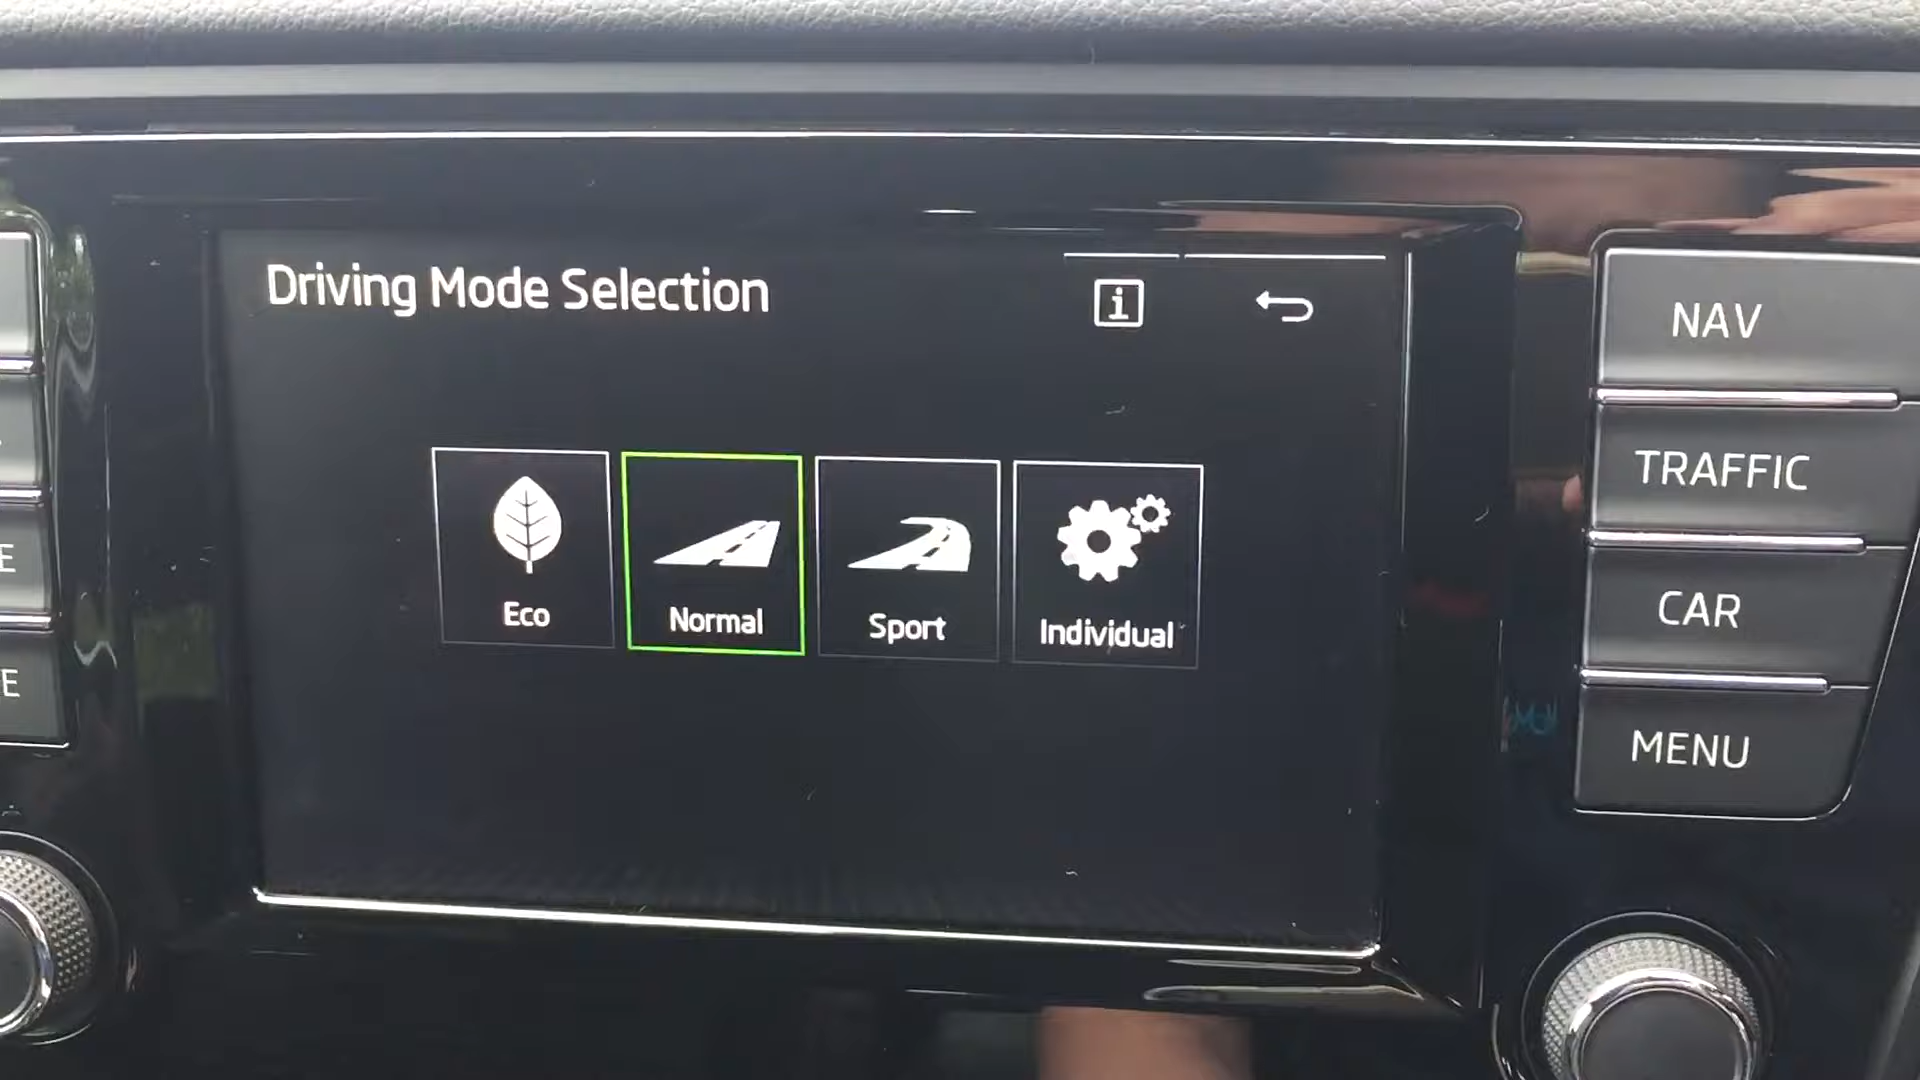 Driving Mode Selection
i
Eco
Normal
Sport
Individual
NAV
TRAFFIC
CAR
MENU
E
E